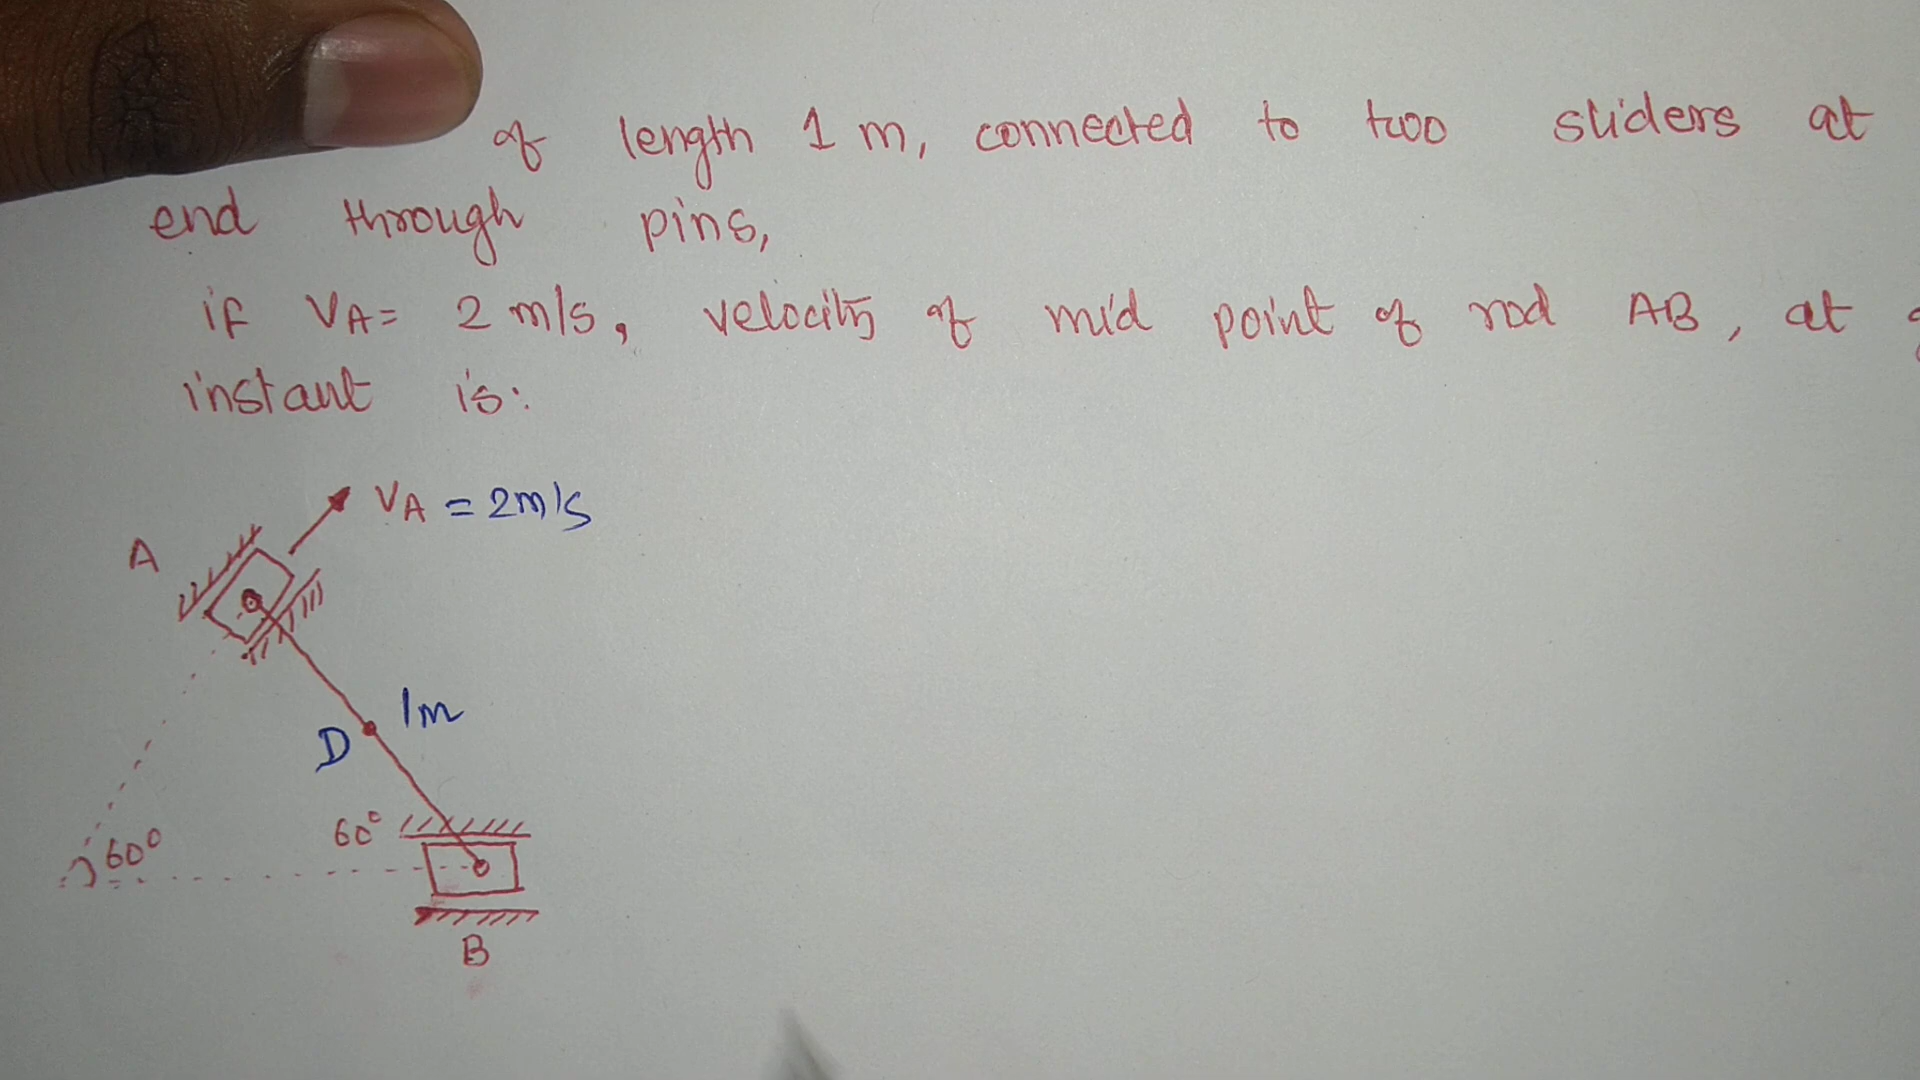 of length 1 m, connected to two sliders at
end through pins,
if VA= 2 m/s, velocity of mid point of rod AB, at
instant is:
VA = 2m/s
A
1m
D
60°
60°
B